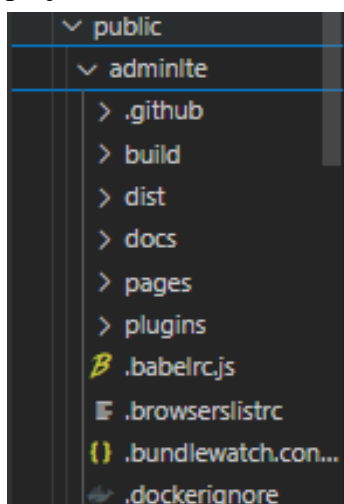 public
adminlte
.github
build
dist
docs
pages
plugins
.babelrc.js
.browserslistrc
.bundlewatch.con...
.dockerignore